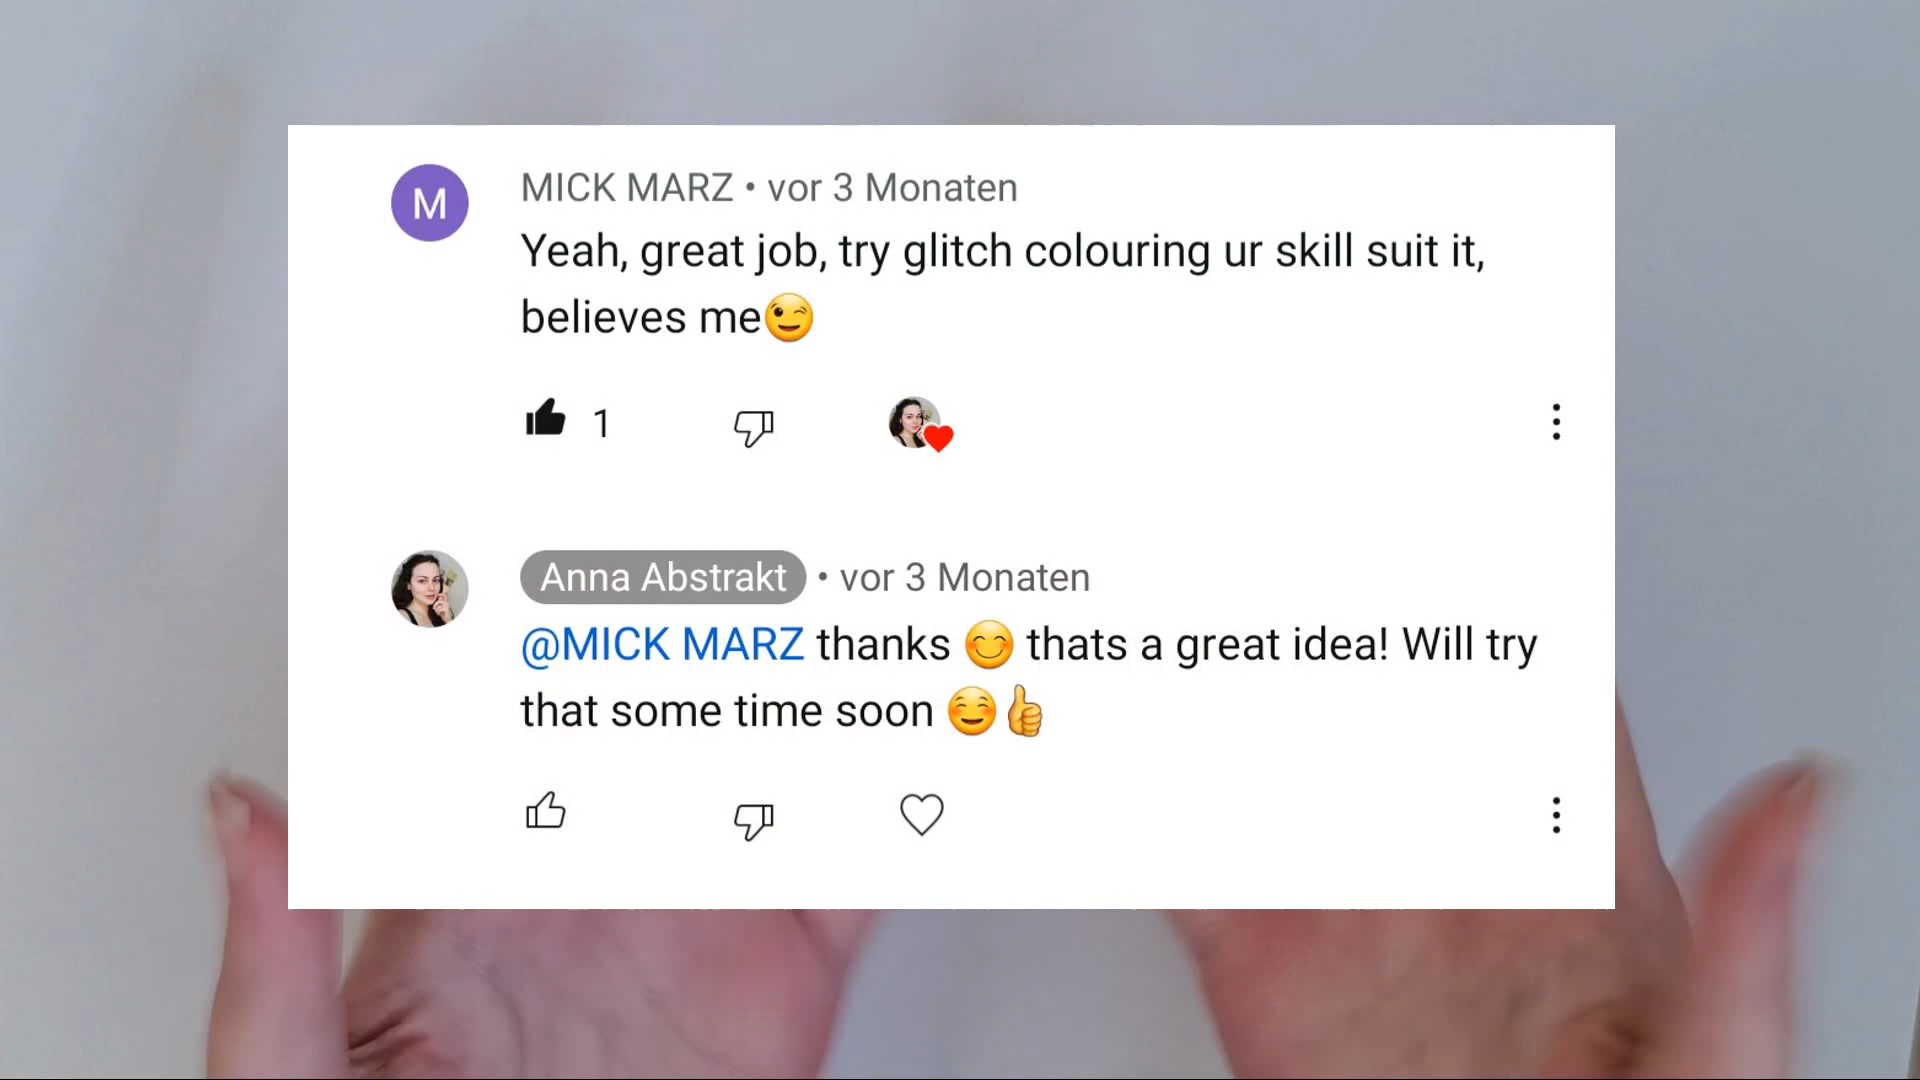 M
MICK MARZ • vor 3 Monaten
Yeah, great job, try glitch colouring ur skill suit it,
believes me😉
1
Anna Abstrakt • vor 3 Monaten
@MICK MARZ thanks 😊 thats a great idea! Will try
that some time soon ☺️👍